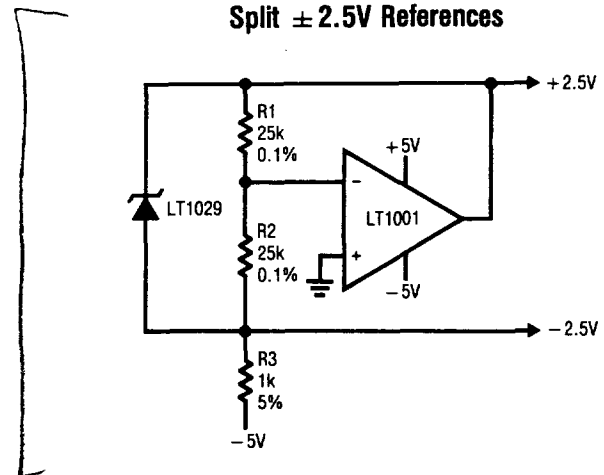 Split ±2.5V References
+2.5V
R1
25k
0.1%
+5V
−
LT1029
LT1001
R2
25k
0.1%
+
−5V
−2.5V
R3
1k
5%
−5V